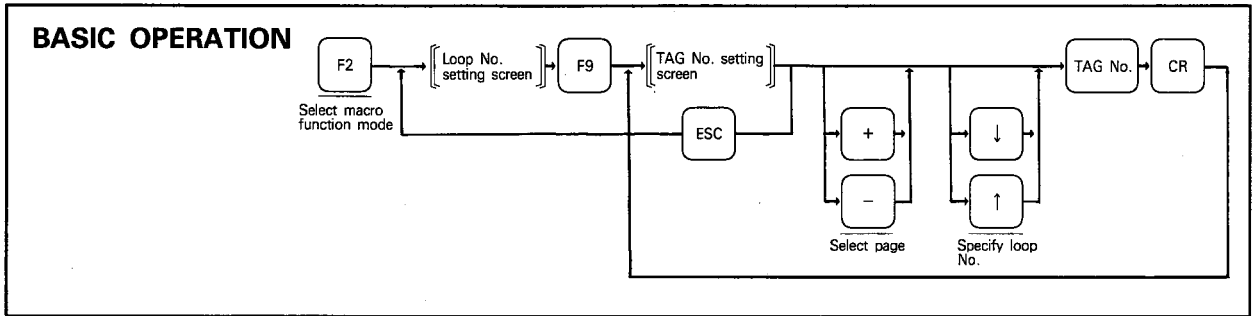 BASIC OPERATION
F2
Select macro
function mode
Loop No.
setting screen
F9
TAG No. setting
screen
ESC
+
−
Select page
↓
↑
Specify loop
No.
TAG No.
CR